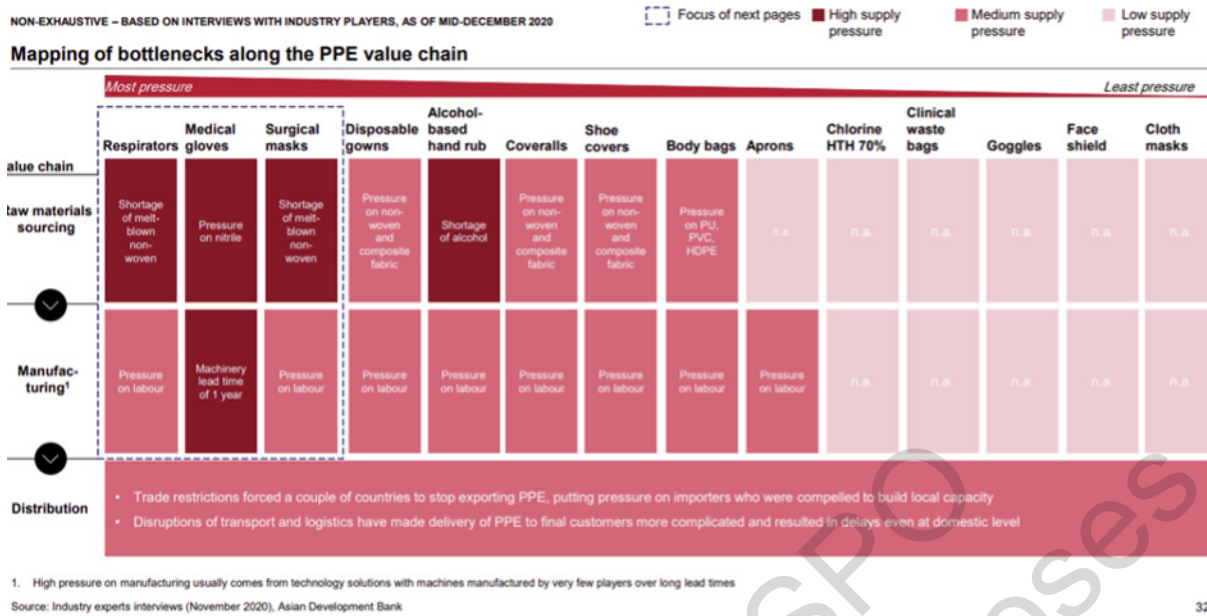 NON-EXHAUSTIVE – BASED ON INTERVIEWS WITH INDUSTRY PLAYERS, AS OF MID-DECEMBER 2020
Focus of next pages
High supply
pressure
Medium supply
pressure
Low supply
pressure
Mapping of bottlenecks along the PPE value chain
Most pressure
Least pressure
Respirators
Medical
gloves
Surgical
masks
Disposable
gowns
Alcohol-
based
hand rub
Coveralls
Shoe
covers
Body bags
Aprons
Chlorine
HTH 70%
Clinical
waste
bags
Goggles
Face
shield
Cloth
masks
alue chain
Raw materials
sourcing
Shortage
of melt-
blown
non-
woven
Pressure
on nitrile
Shortage
of melt-
blown
non-
woven
Pressure
on non-
woven
and
composite
fabric
Shortage
of alcohol
Pressure
on non-
woven
and
composite
fabric
Pressure
on non-
woven
and
composite
fabric
Pressure
on PU,
PVC,
HDPE
n.a.
n.a.
n.a.
n.a.
n.a.
n.a.
Manufac-
turing1
Pressure
on labour
Machinery
lead time
of 1 year
Pressure
on labour
Pressure
on labour
Pressure
on labour
Pressure
on labour
Pressure
on labour
Pressure
on labour
Pressure
on labour
n.a.
n.a.
n.a.
n.a.
n.a.
Distribution
• Trade restrictions forced a couple of countries to stop exporting PPE, putting pressure on importers who were compelled to build local capacity
• Disruptions of transport and logistics have made delivery of PPE to final customers more complicated and resulted in delays even at domestic level
1. High pressure on manufacturing usually comes from technology solutions with machines manufactured by very few players over long lead times
Source: Industry experts interviews (November 2020), Asian Development Bank
32